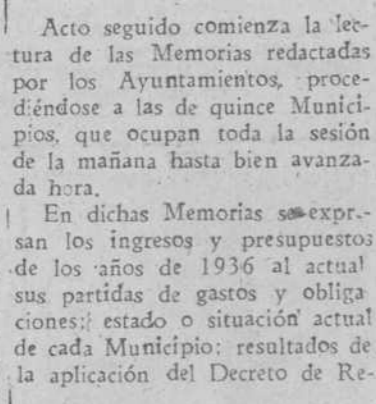 Acto seguido comienza la lec-
tura de las Memorias redactadas
por los Ayuntamientos, proce-
diéndose a las de quince Munici-
pios, que ocupan toda la sesión
de la mañana hasta bien avanza-
da hora.
En dichas Memorias se expre-
san los ingresos y presupuestos
de los años de 1936 al actual
sus partidas de gastos y obliga
ciones; estado o situación actual
de cada Municipio; resultados de
la aplicación del Decreto de Re-